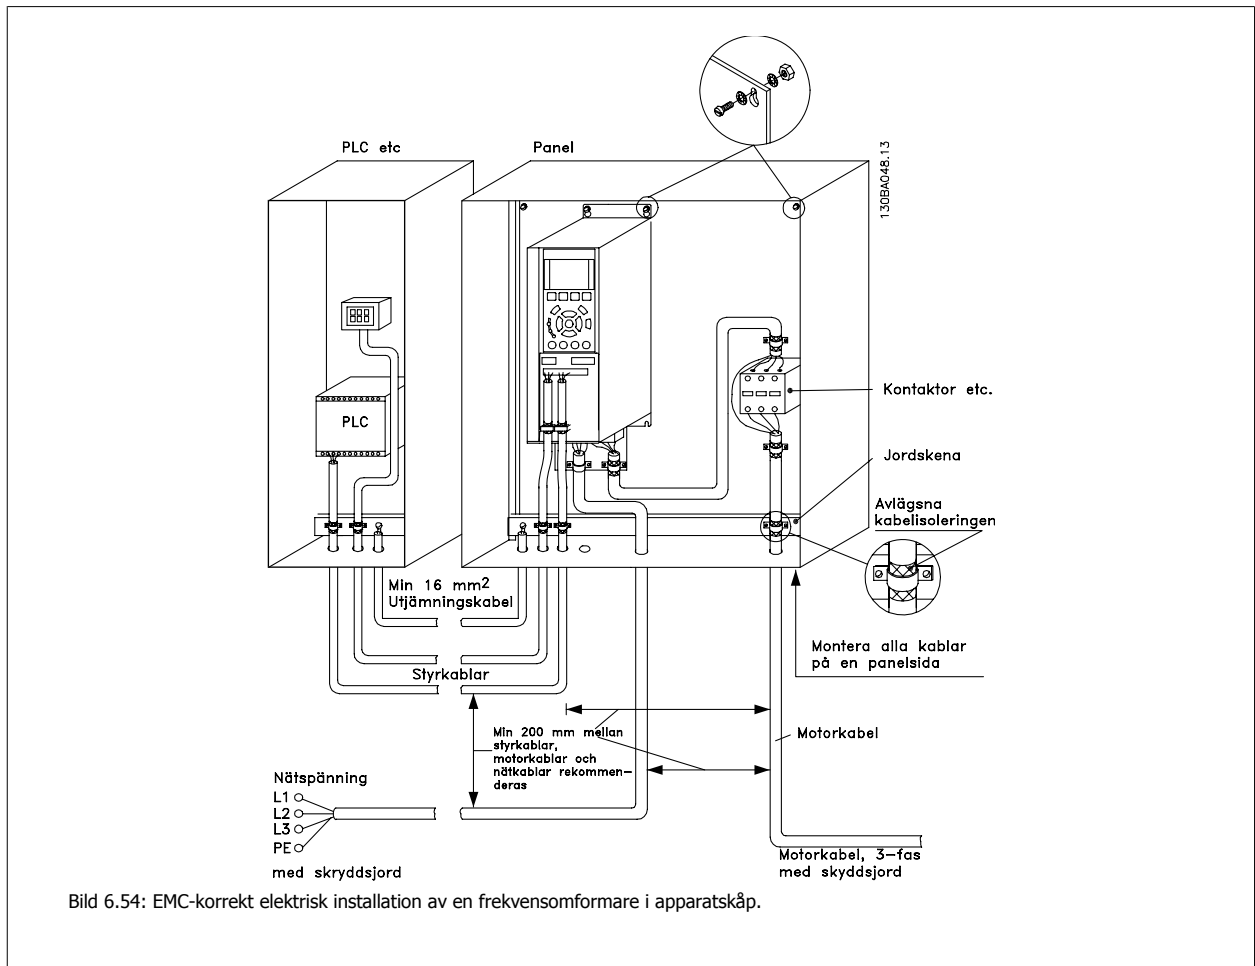 PLC etc
Panel
130BA048.13
PLC
Kontaktor etc.
Jordskena
Avlägsna
kabelisoleringen
Min 16 mm2
Utjämningskabel
Montera alla kablar
på en panelsida
Styrkablar
Min 200 mm mellan
styrkablar,
motorkablar och
nätkablar rekommen-
deras
Motorkabel
Nätspänning
L1
L2
L3
PE
med skryddsjord
Motorkabel, 3-fas
med skyddsjord
Bild 6.54: EMC-korrekt elektrisk installation av en frekvensomformare i apparatskåp.